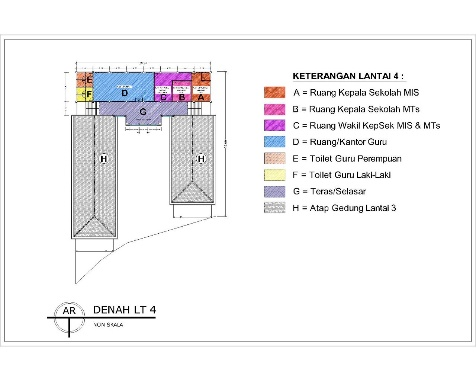 KETERANGAN LANTAI 4 :
A = Ruang Kepala Sekolah MIS
B = Ruang Kepala Sekolah MTs
C = Ruang Wakil KepSek MIS & MTs
D = Ruang/Kantor Guru
E = Toilet Guru Perempuan
F = Toilet Guru Laki-Laki
G = Teras/Selasar
H = Atap Gedung Lantai 3
E
F
D
C
B
A
G
H
H
AR
DENAH LT 4
NON SKALA